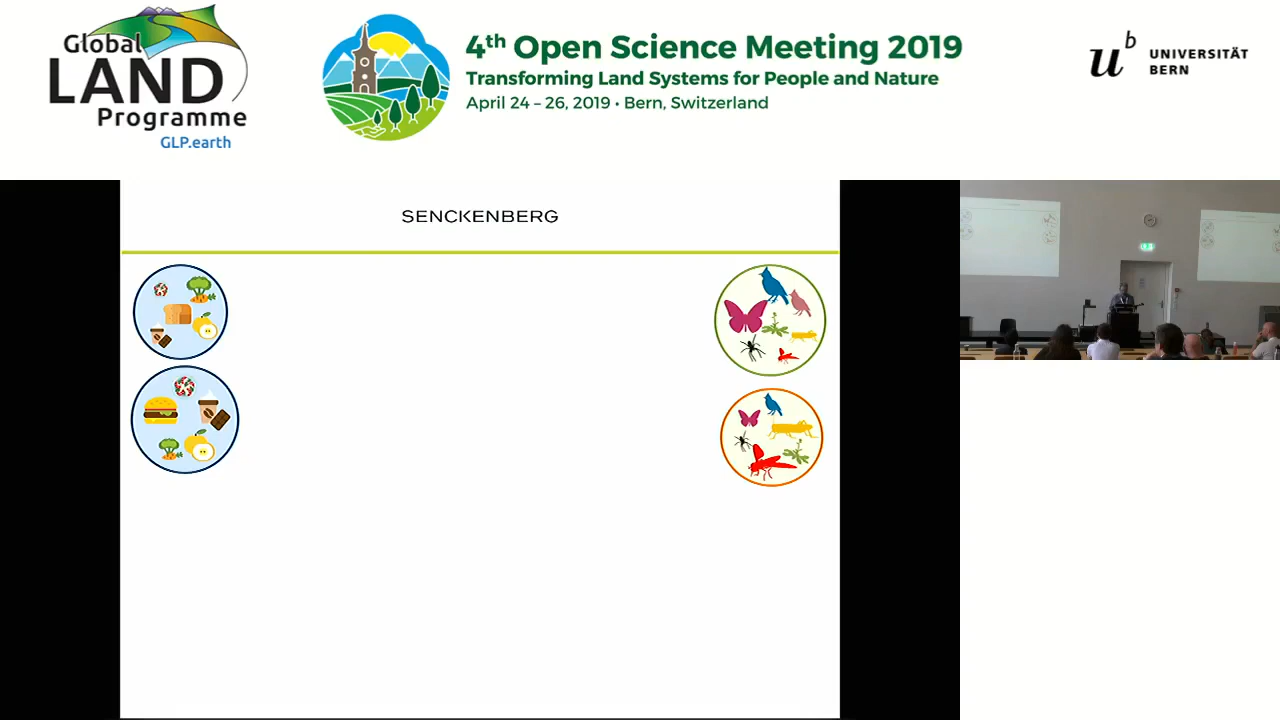 Global
LAND
Programme
GLP.earth
4th Open Science Meeting 2019
Transforming Land Systems for People and Nature
April 24 – 26, 2019 • Bern, Switzerland
u b
UNIVERSITÄT
BERN
SENCKENBERG